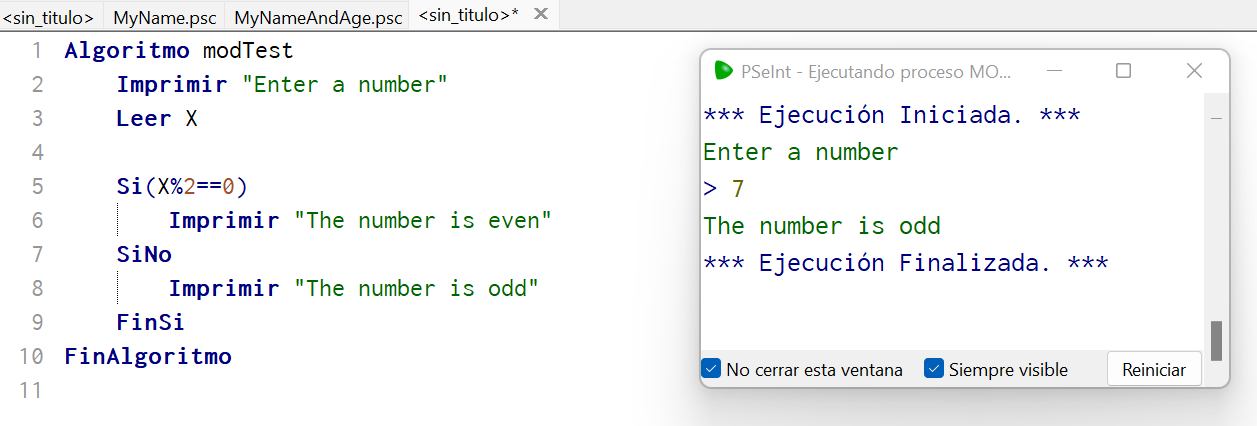 <sin_titulo> MyName.psc MyNameAndAge.psc <sin_titulo>*
1 Algoritmo modTest
2 Imprimir "Enter a number"
3 Leer X
4
5 Si(X%2==0)
6 Imprimir "The number is even"
7 SiNo
8 Imprimir "The number is odd"
9 FinSi
10 FinAlgoritmo
11
PSeInt - Ejecutando proceso MO...
*** Ejecución Iniciada. ***
Enter a number
> 7
The number is odd
*** Ejecución Finalizada. ***
No cerrar esta ventana Siempre visible Reiniciar